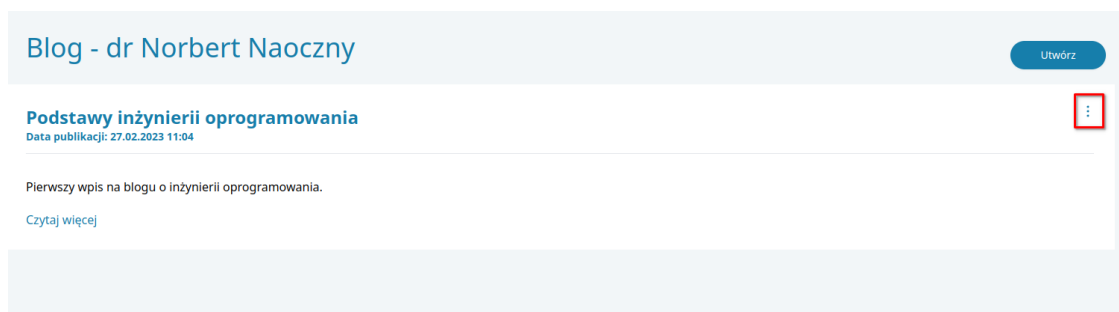 Blog - dr Norbert Naoczny
Utwórz
Podstawy inżynierii oprogramowania
Data publikacji: 27.02.2023 11:04
Pierwszy wpis na blogu o inżynierii oprogramowania.
Czytaj więcej